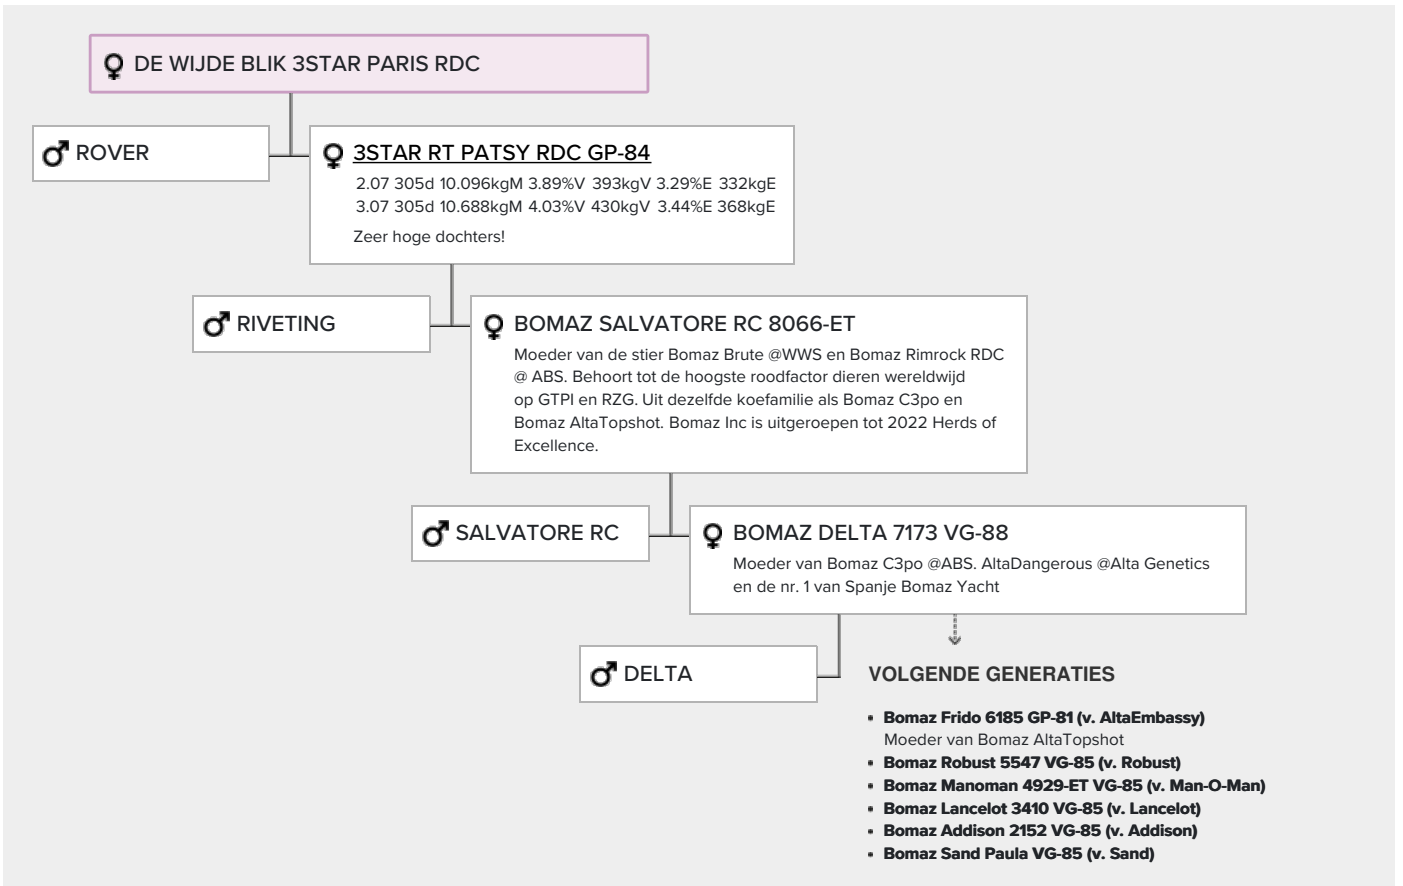 DE WIJDE BLIK 3STAR PARIS RDC
ROVER
3STAR RT PATSY RDC GP-84
2.07 305d 10.096kgM 3.89%V 393kgV 3.29%E 332kgE
3.07 305d 10.688kgM 4.03%V 430kgV 3.44%E 368kgE
Zeer hoge dochters!
RIVETING
BOMAZ SALVATORE RC 8066-ET
Moeder van de stier Bomaz Brute @WWS en Bomaz Rimrock RDC
@ ABS. Behoort tot de hoogste roodfactor dieren wereldwijd
op GTPI en RZG. Uit dezelfde koefamilie als Bomaz C3po en
Bomaz AltaTopshot. Bomaz Inc is uitgeroepen tot 2022 Herds of
Excellence.
SALVATORE RC
BOMAZ DELTA 7173 VG-88
Moeder van Bomaz C3po @ABS. AltaDangerous @Alta Genetics
en de nr. 1 van Spanje Bomaz Yacht
DELTA
VOLGENDE GENERATIES
• Bomaz Frido 6185 GP-81 (v. AltaEmbassy)
Moeder van Bomaz AltaTopshot
• Bomaz Robust 5547 VG-85 (v. Robust)
• Bomaz Manoman 4929-ET VG-85 (v. Man-O-Man)
• Bomaz Lancelot 3410 VG-85 (v. Lancelot)
• Bomaz Addison 2152 VG-85 (v. Addison)
• Bomaz Sand Paula VG-85 (v. Sand)